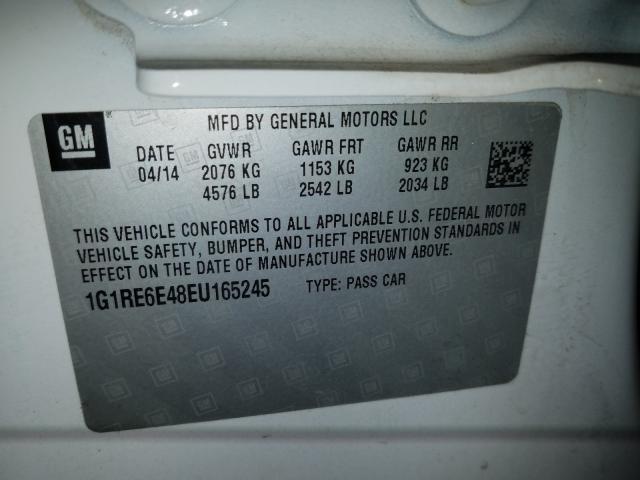 GM
MFD BY GENERAL MOTORS LLC
DATE GVWR GAWR FRT GAWR RR
04/14 2076 KG 1153 KG 923 KG
4576 LB 2542 LB 2034 LB
THIS VEHICLE CONFORMS TO ALL APPLICABLE U.S. FEDERAL MOTOR
VEHICLE SAFETY, BUMPER, AND THEFT PREVENTION STANDARDS IN
EFFECT ON THE DATE OF MANUFACTURE SHOWN ABOVE.
1G1RE6E48EU165245 TYPE: PASS CAR